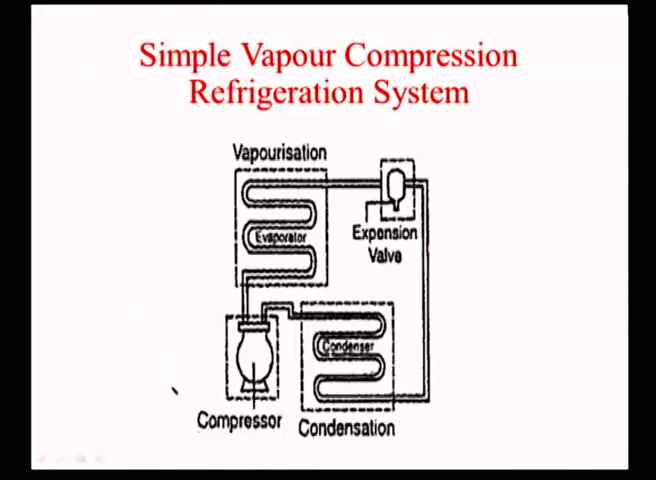 Simple Vapour Compression
Refrigeration System
Vapourisation
Evaporator
Expension
Valve
Condenser
Compressor
Condensation